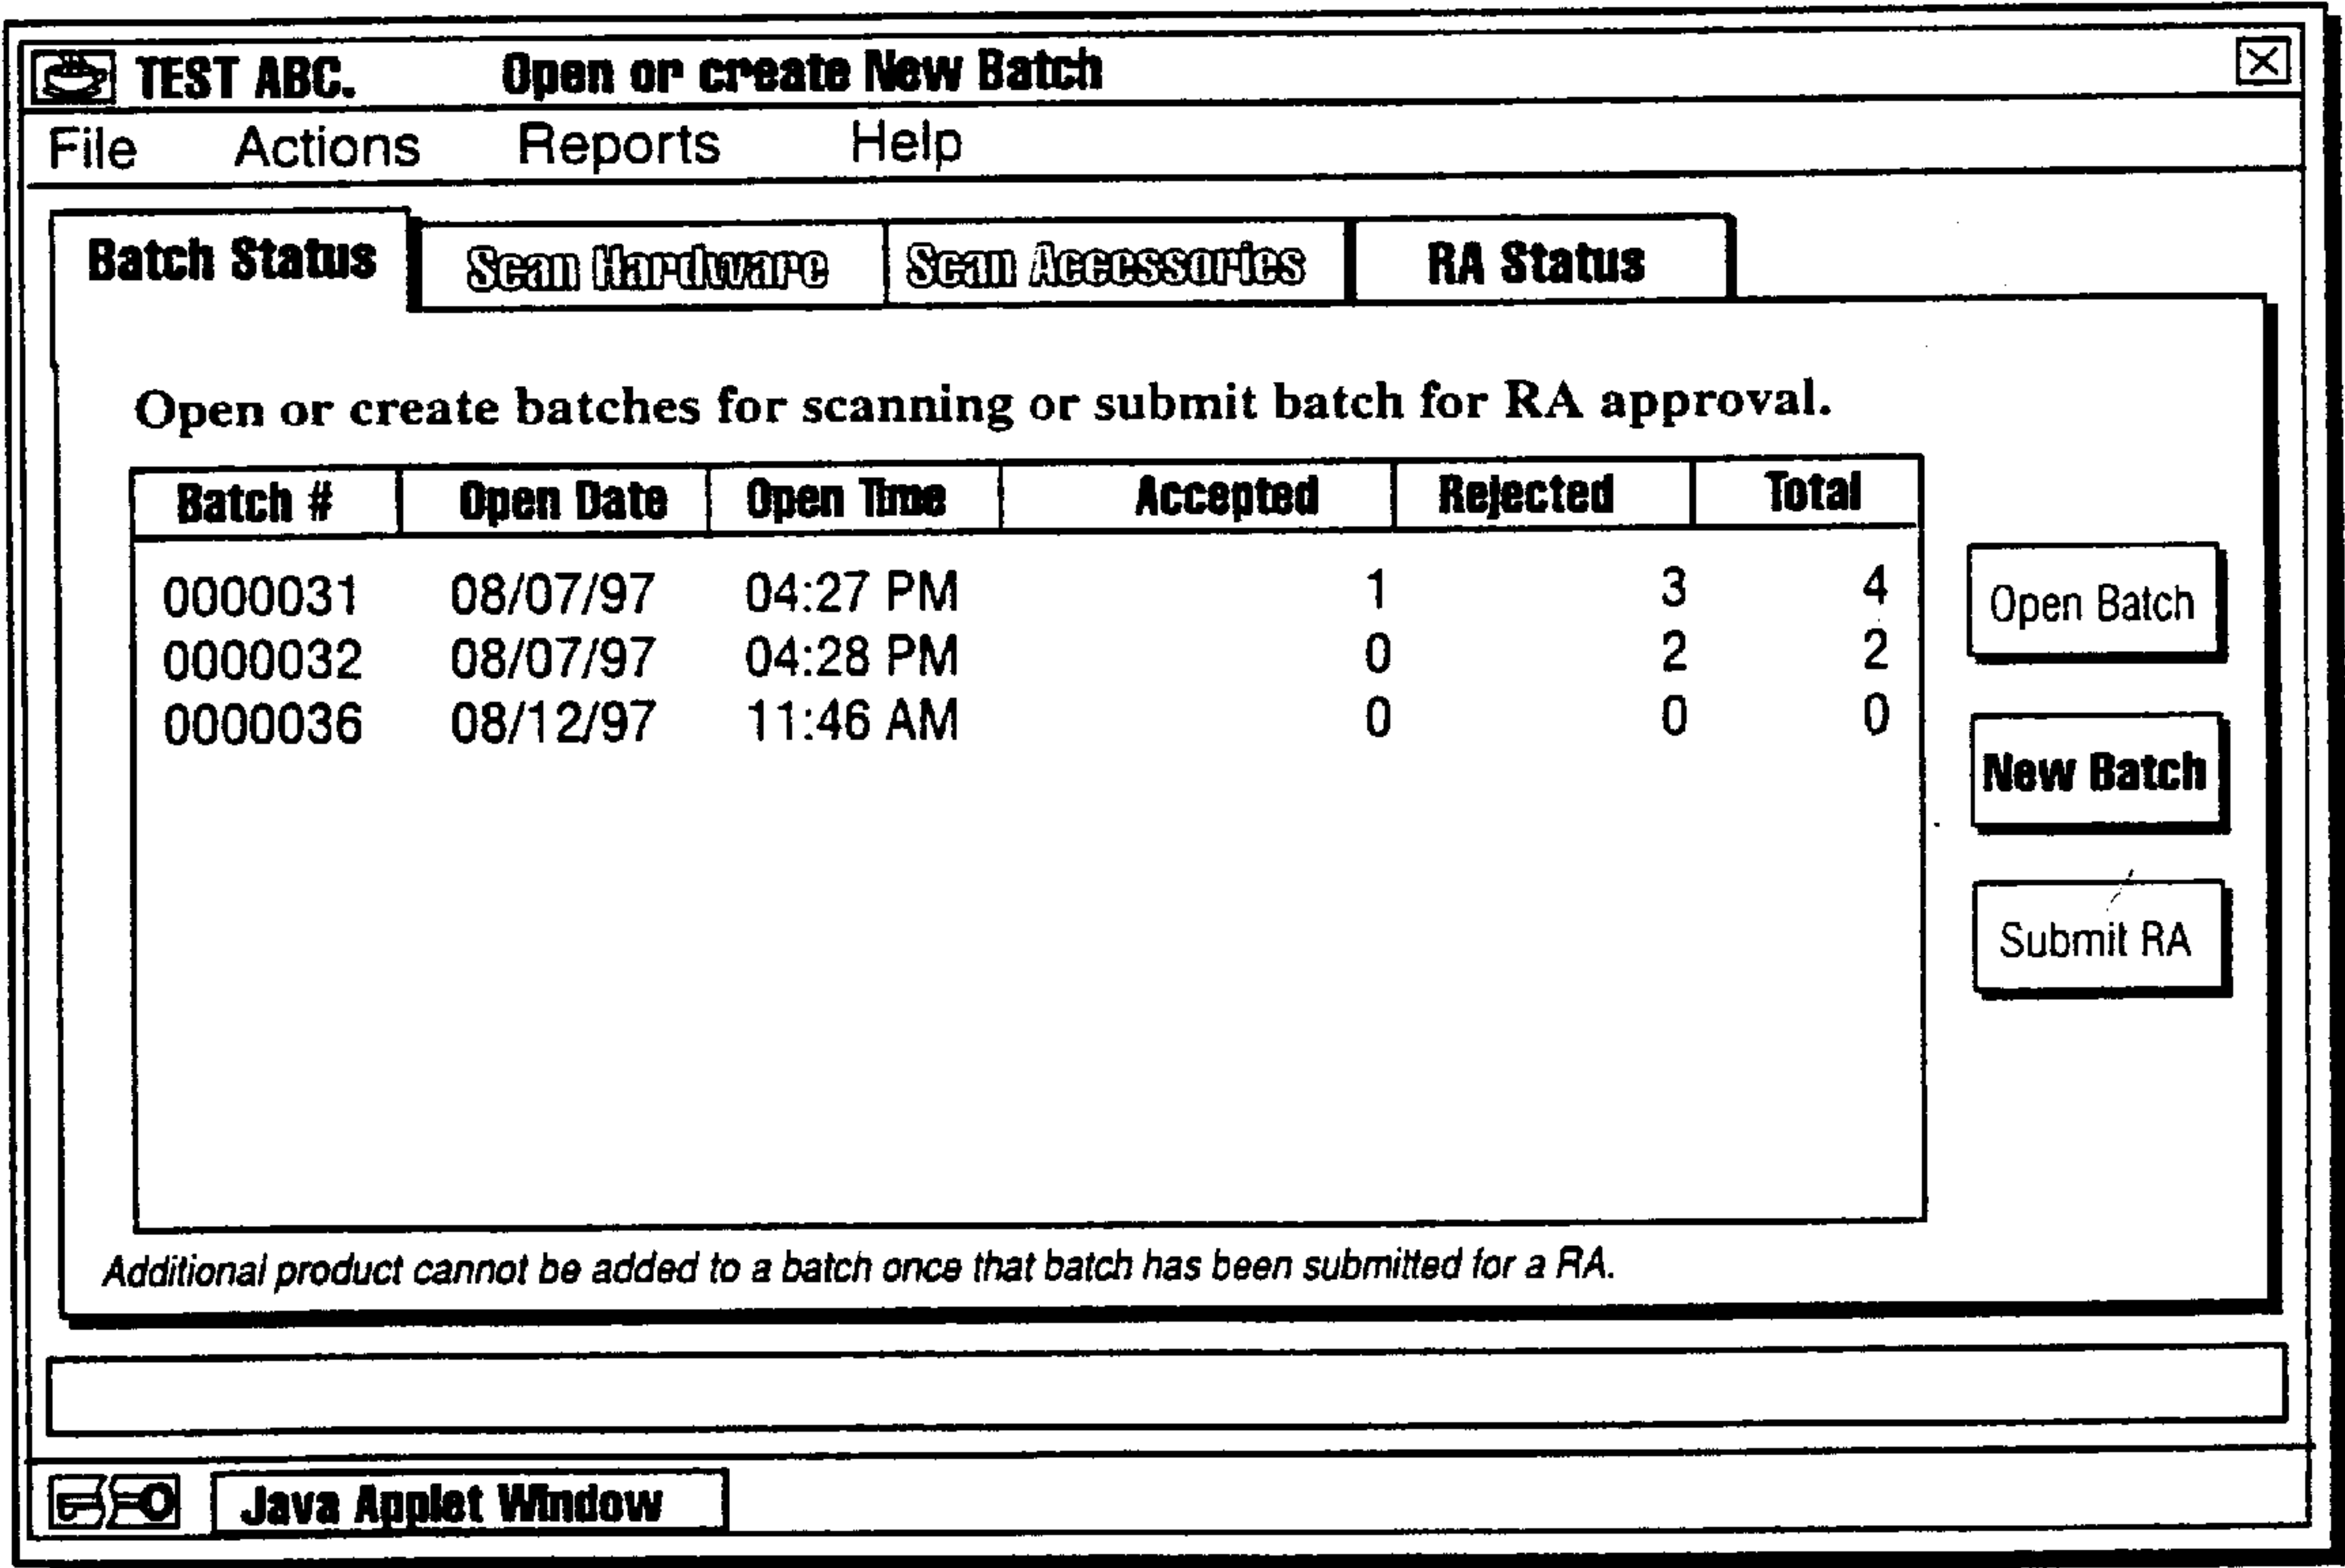 TEST ABC. Open or create New Batch
File Actions Reports Help
Batch Status Scan Hardware Scan Accessories RA Status
Open or create batches for scanning or submit batch for RA approval.
Batch # Open Date Open Time Accepted Rejected Total
0000031 08/07/97 04:27 PM 1 3 4
0000032 08/07/97 04:28 PM 0 2 2
0000036 08/12/97 11:46 AM 0 0 0
Open Batch
New Batch
Submit RA
Additional product cannot be added to a batch once that batch has been submitted for a RA.
Java Applet Window